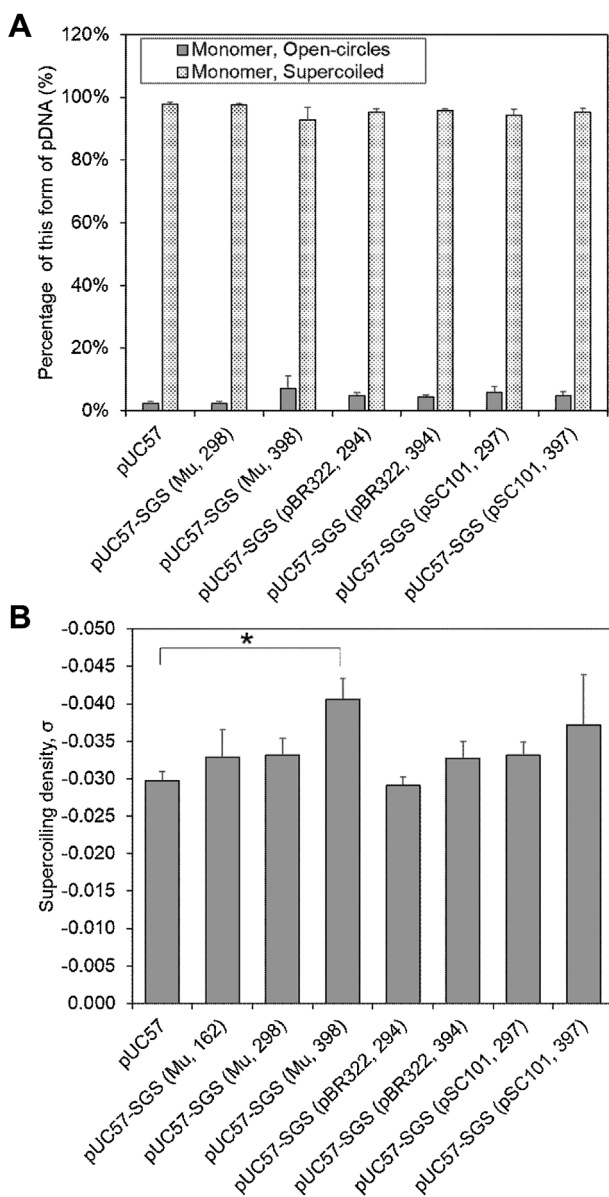 A
120%
100%
80%
60%
40%
20%
0%
Percentage of this form of pDNA (%)
Monomer, Open-circles
Monomer, Supercoiled
pUC57
pUC57-SGS (Mu, 298)
pUC57-SGS (Mu, 398)
pUC57-SGS (pBR322, 294)
pUC57-SGS (pBR322, 394)
pUC57-SGS (pSC101, 297)
pUC57-SGS (pSC101, 397)
B
-0.050
-0.045
-0.040
-0.035
-0.030
-0.025
-0.020
-0.015
-0.010
-0.005
0.000
Supercoiling density, σ
*
pUC57
pUC57-SGS (Mu, 162)
pUC57-SGS (Mu, 298)
pUC57-SGS (Mu, 398)
pUC57-SGS (pBR322, 294)
pUC57-SGS (pBR322, 394)
pUC57-SGS (pSC101, 297)
pUC57-SGS (pSC101, 397)